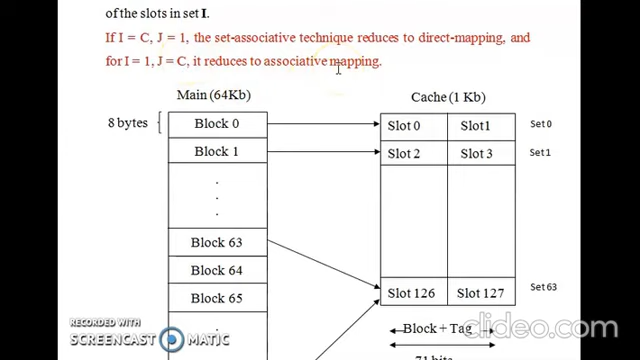 of the slots in set I.
If I = C, J = 1, the set-associative technique reduces to direct-mapping, and
for I = 1, J = C, it reduces to associative mapping.
Main (64Kb)
Cache (1 Kb)
8 bytes
Block 0
Slot 0
Slot1
Set 0
Block 1
Slot 2
Slot 3
Set1
.
.
.
Block 63
Block 64
Block 65
.
Slot 126
Slot 127
Set 63
Block + Tag
71 bits
RECORDED WITH
SCREENCAST MATIC
clideo.com